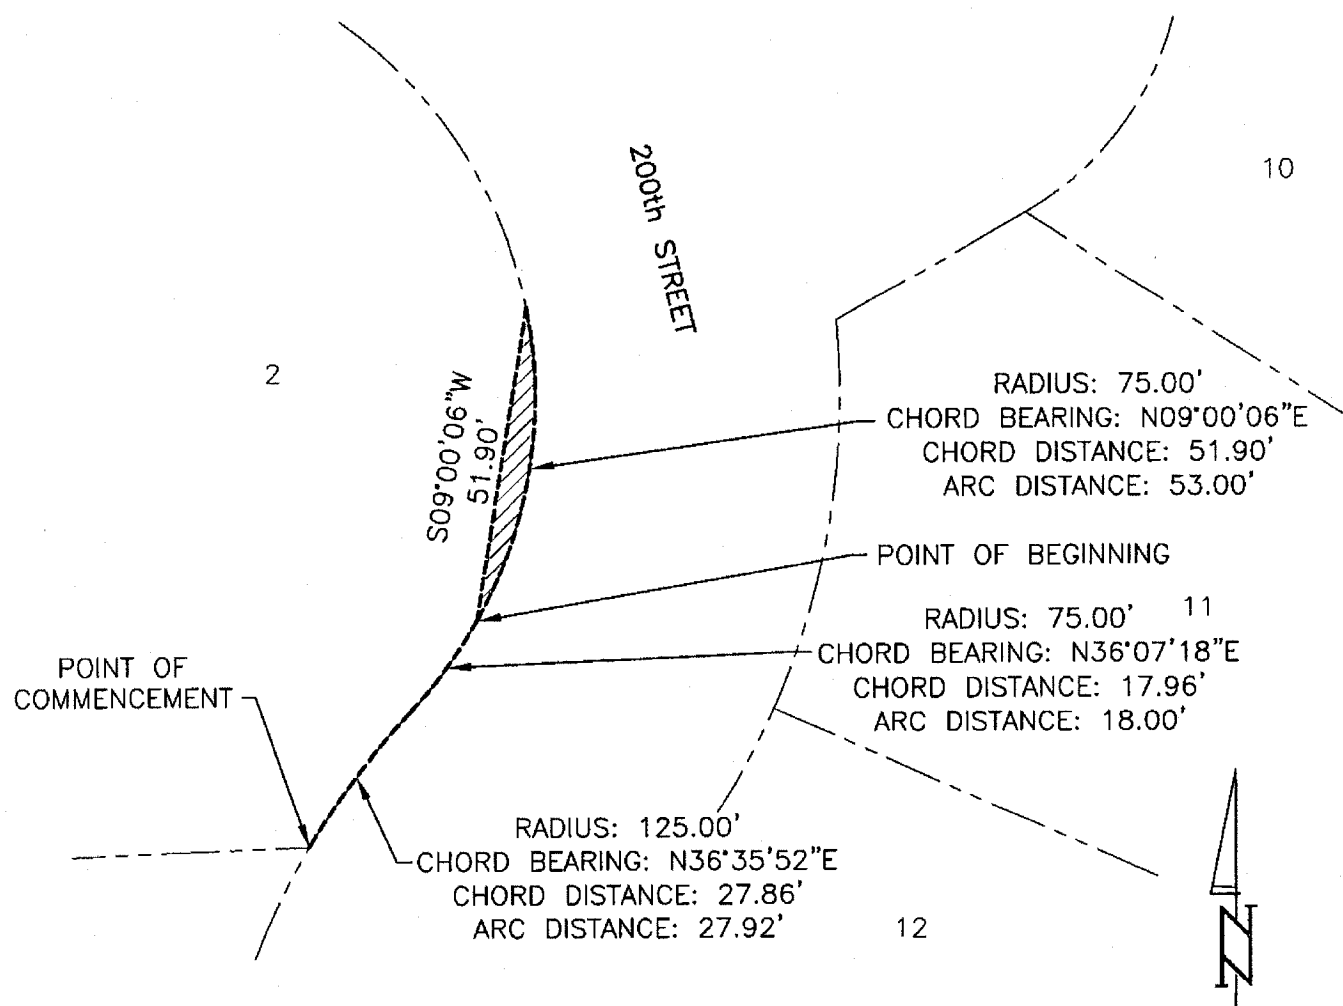 200th STREET
10
2
S09°00'06"W
51.90'
RADIUS: 75.00'
CHORD BEARING: N09°00'06"E
CHORD DISTANCE: 51.90'
ARC DISTANCE: 53.00'
POINT OF BEGINNING
11
RADIUS: 75.00'
CHORD BEARING: N36°07'18"E
CHORD DISTANCE: 17.96'
ARC DISTANCE: 18.00'
POINT OF
COMMENCEMENT
RADIUS: 125.00'
CHORD BEARING: N36°35'52"E
CHORD DISTANCE: 27.86'
ARC DISTANCE: 27.92'
12
N